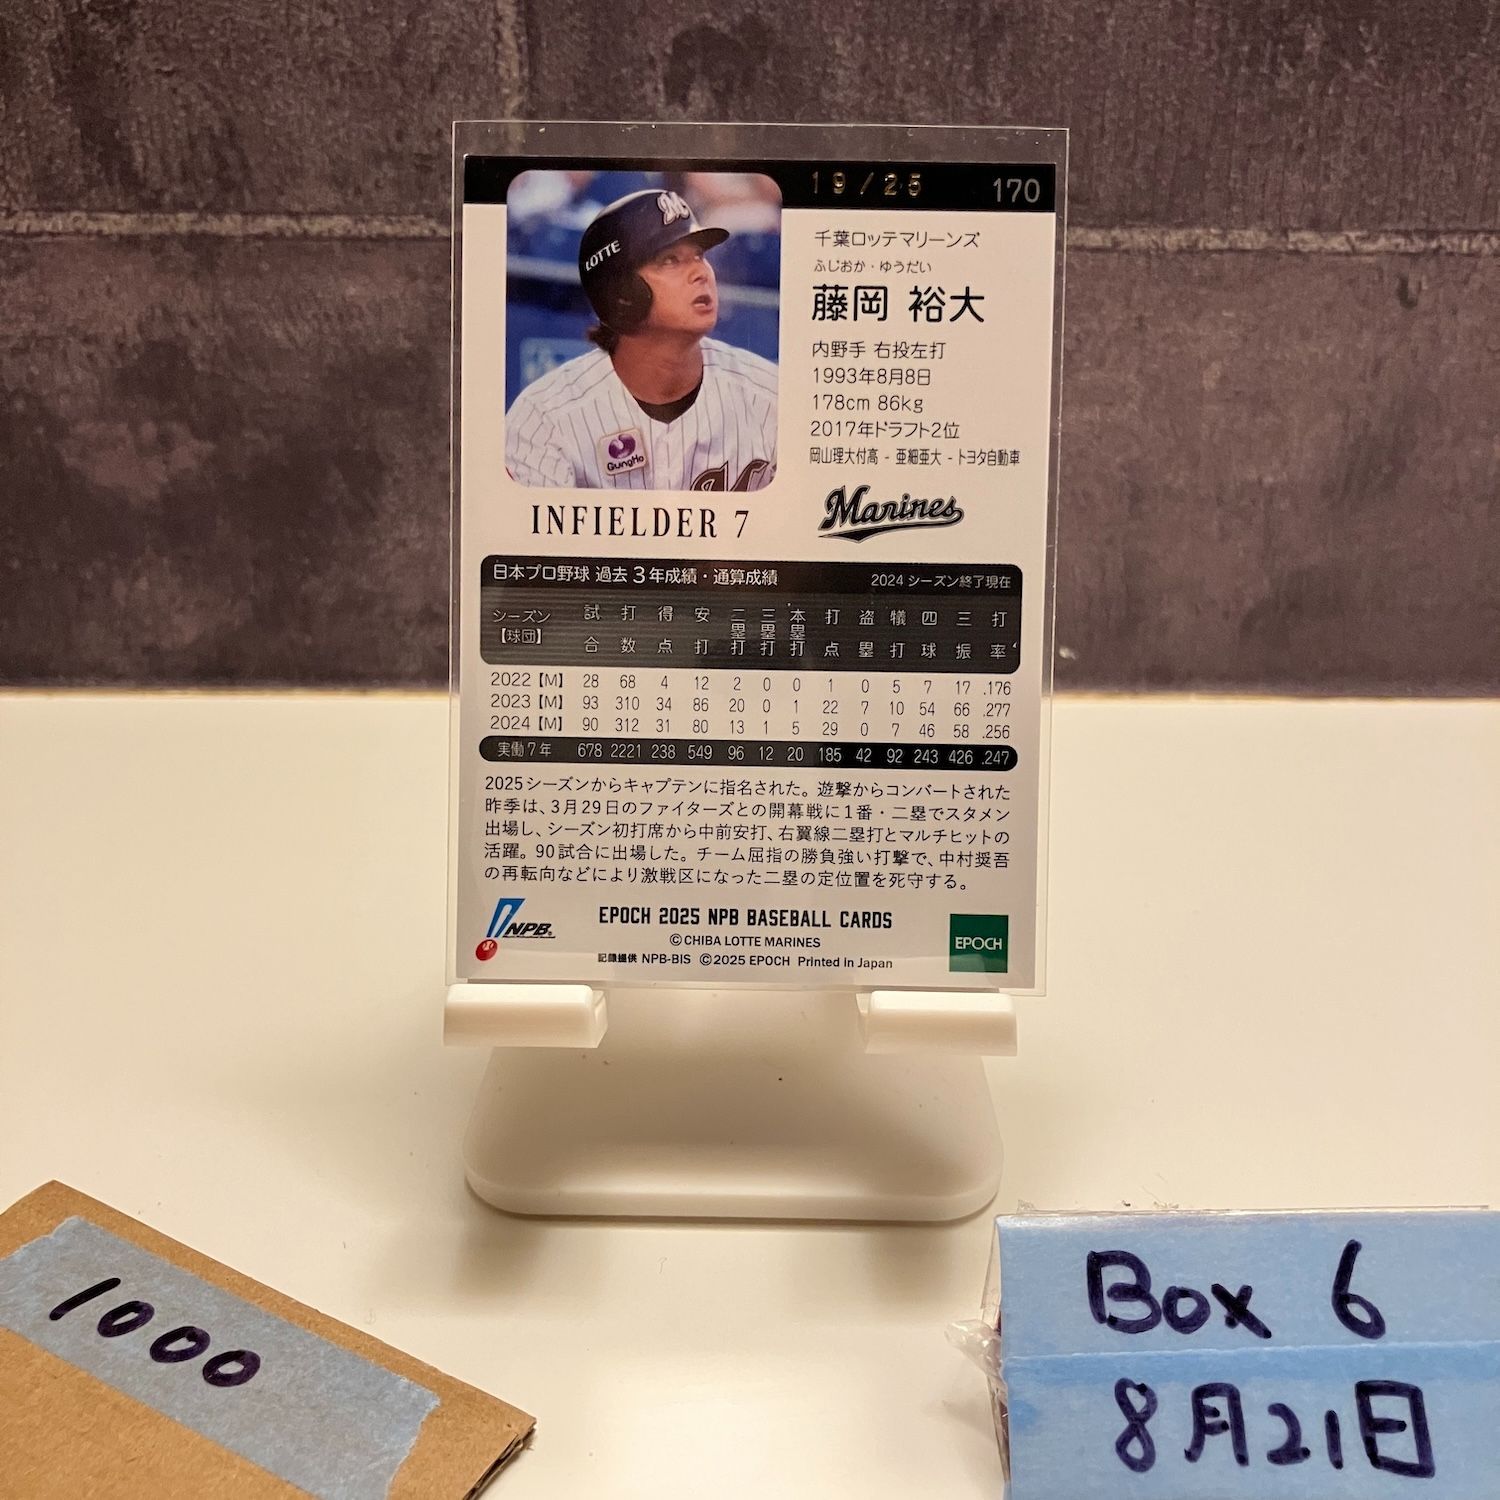 19/25
170
LOTTE
GungHo
千葉ロッテマリーンズ
ふじおか・ゆうだい
藤岡 裕大
内野手 右投左打
1993年8月8日
178cm 86kg
2017年ドラフト2位
岡山理大付高 - 亜細亜大 - トヨタ自動車
Marines
INFIELDER 7
日本プロ野球 過去3年成績・通算成績
2024 シーズン終了現在
シーズン【球団】 試合 打数 得点 安打 二塁打 三塁打 本塁打 打点 盗塁 犠打 四球 三振 打率
2022【M】 28 68 4 12 2 0 0 1 0 5 7 17 .176
2023【M】 93 310 34 86 20 0 1 22 7 10 54 66 .277
2024【M】 90 312 31 80 13 1 5 29 0 7 46 58 .256
実働7年 678 2221 238 549 96 12 20 185 42 92 243 426 .247
2025シーズンからキャプテンに指名された。遊撃からコンバートされた
昨季は、3月29日のファイターズとの開幕戦に1番・二塁でスタメン
出場し、シーズン初打席から中前安打、右翼線二塁打とマルチヒットの
活躍。90試合に出場した。チーム屈指の勝負強い打撃で、中村奨吾
の再転向などにより激戦区になった二塁の定位置を死守する。
NPB
EPOCH 2025 NPB BASEBALL CARDS
©CHIBA LOTTE MARINES
記録提供 NPB-BIS ©2025 EPOCH Printed in Japan
EPOCH
1000
Box 6
8月21日